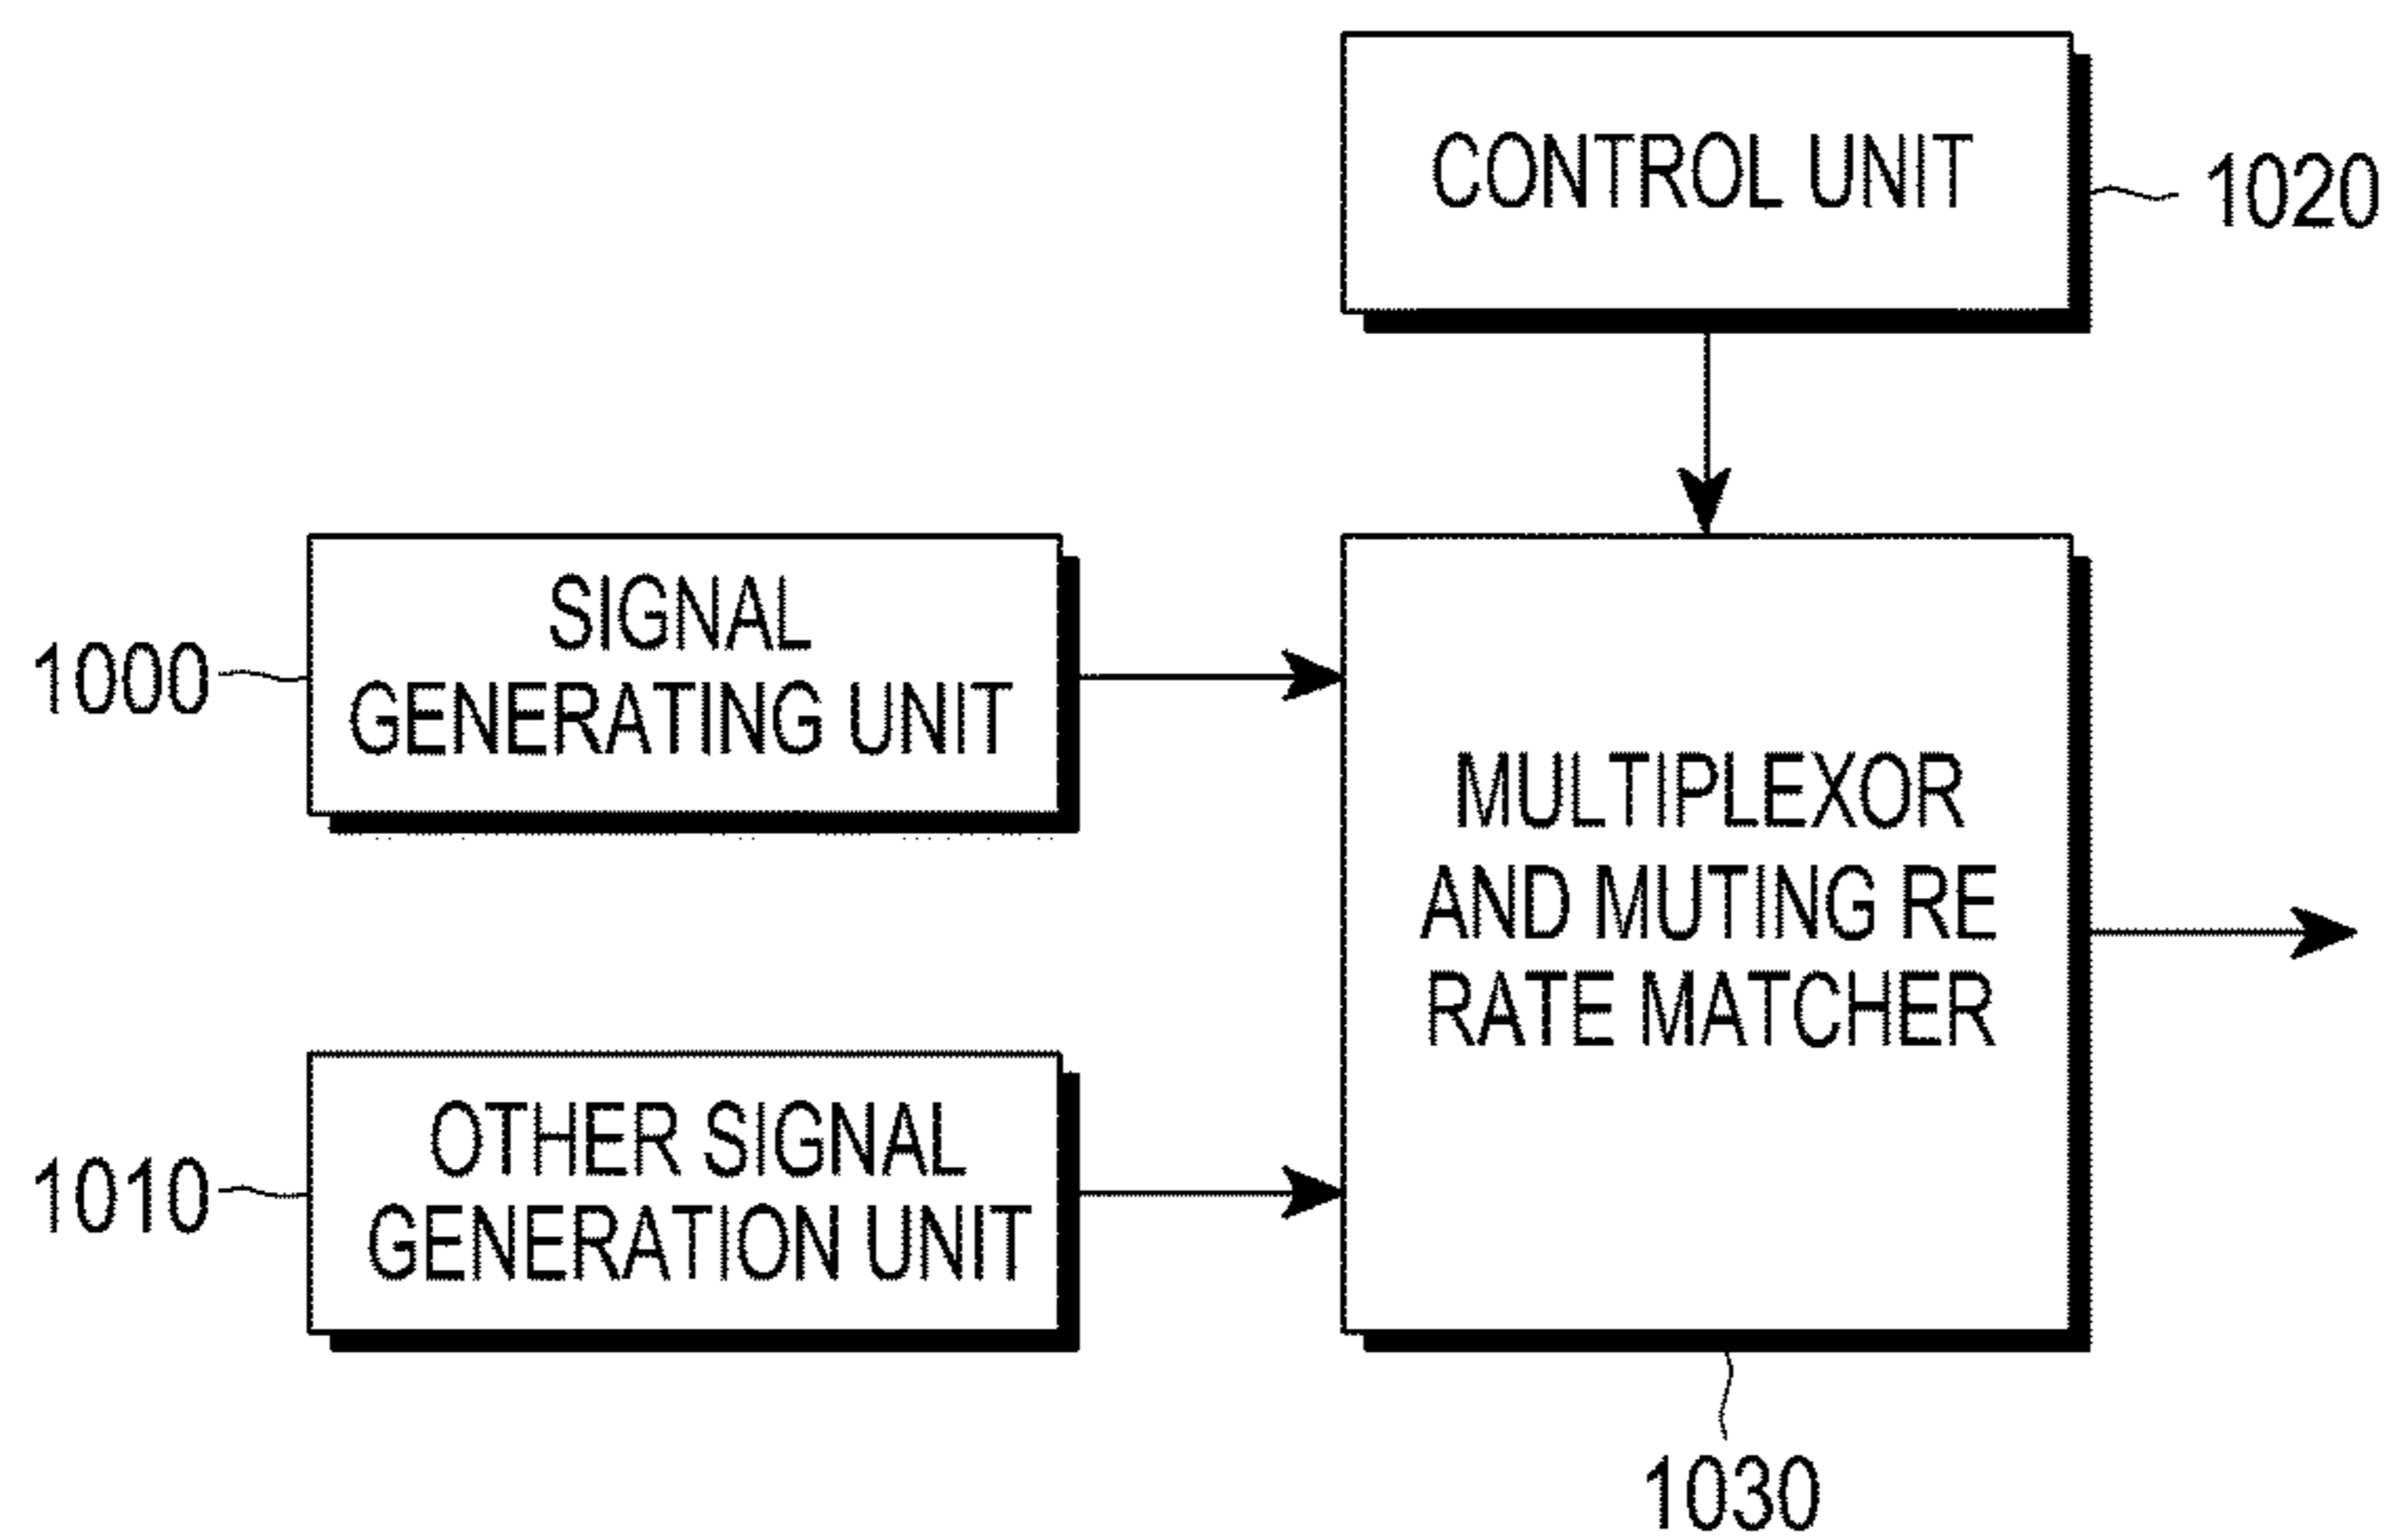 CONTROL UNIT
1020
SIGNAL
GENERATING UNIT
1000
MULTIPLEXOR
AND MUTING RE
RATE MATCHER
OTHER SIGNAL
GENERATION UNIT
1010
1030